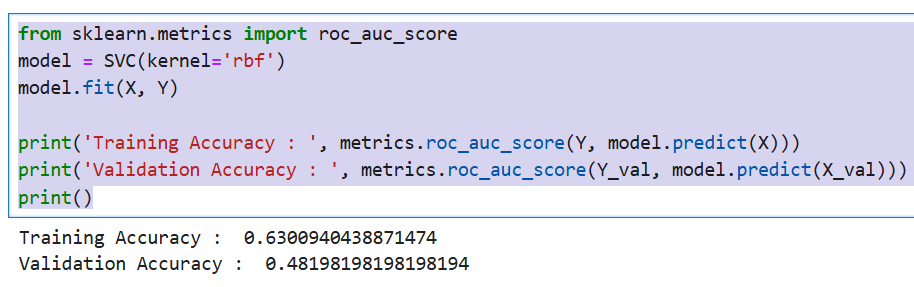 from sklearn.metrics import roc_auc_score
model = SVC(kernel='rbf')
model.fit(X, Y)
print('Training Accuracy : ', metrics.roc_auc_score(Y, model.predict(X)))
print('Validation Accuracy : ', metrics.roc_auc_score(Y_val, model.predict(X_val)))
print()
Training Accuracy :  0.6300940438871474
Validation Accuracy :  0.48198198198198194